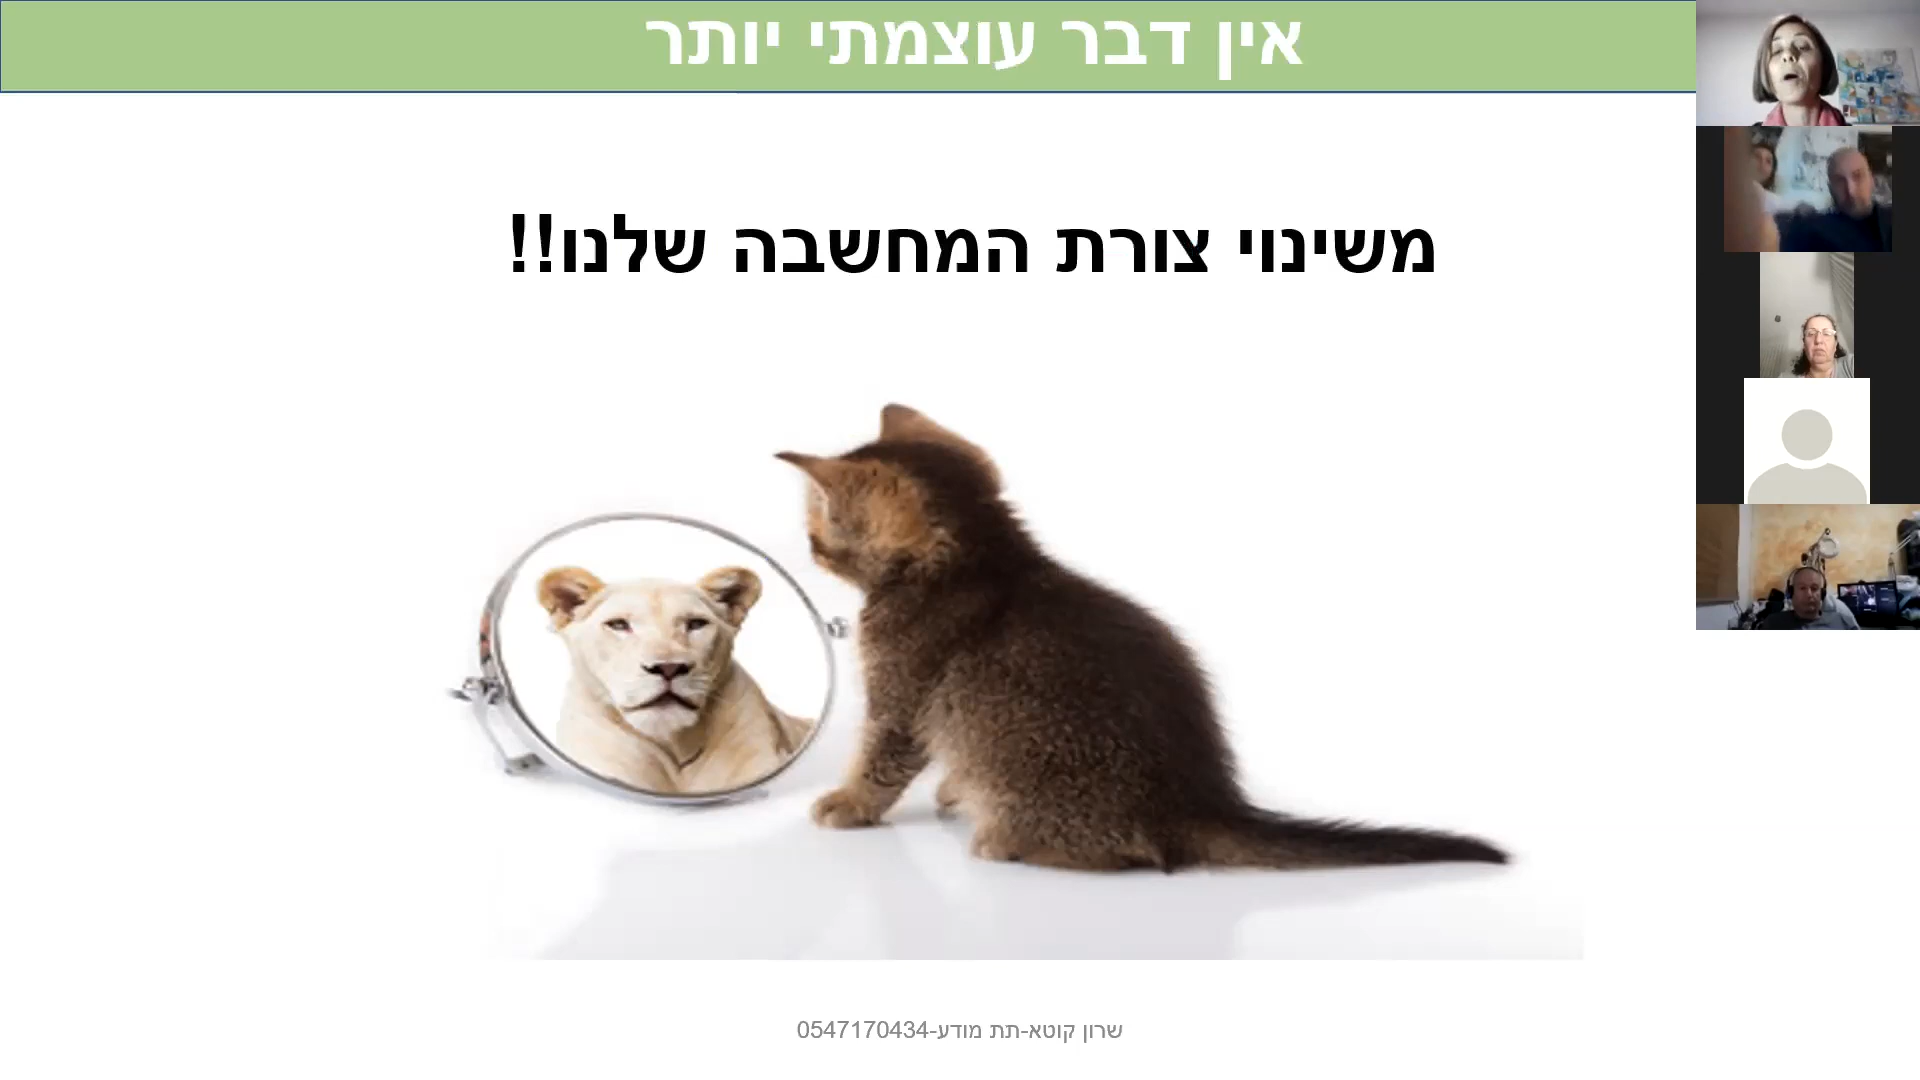 אין דבר עוצמתי יותר
משינוי צורת המחשבה שלנו!!
שרון קוטא-תת מודע-0547170434